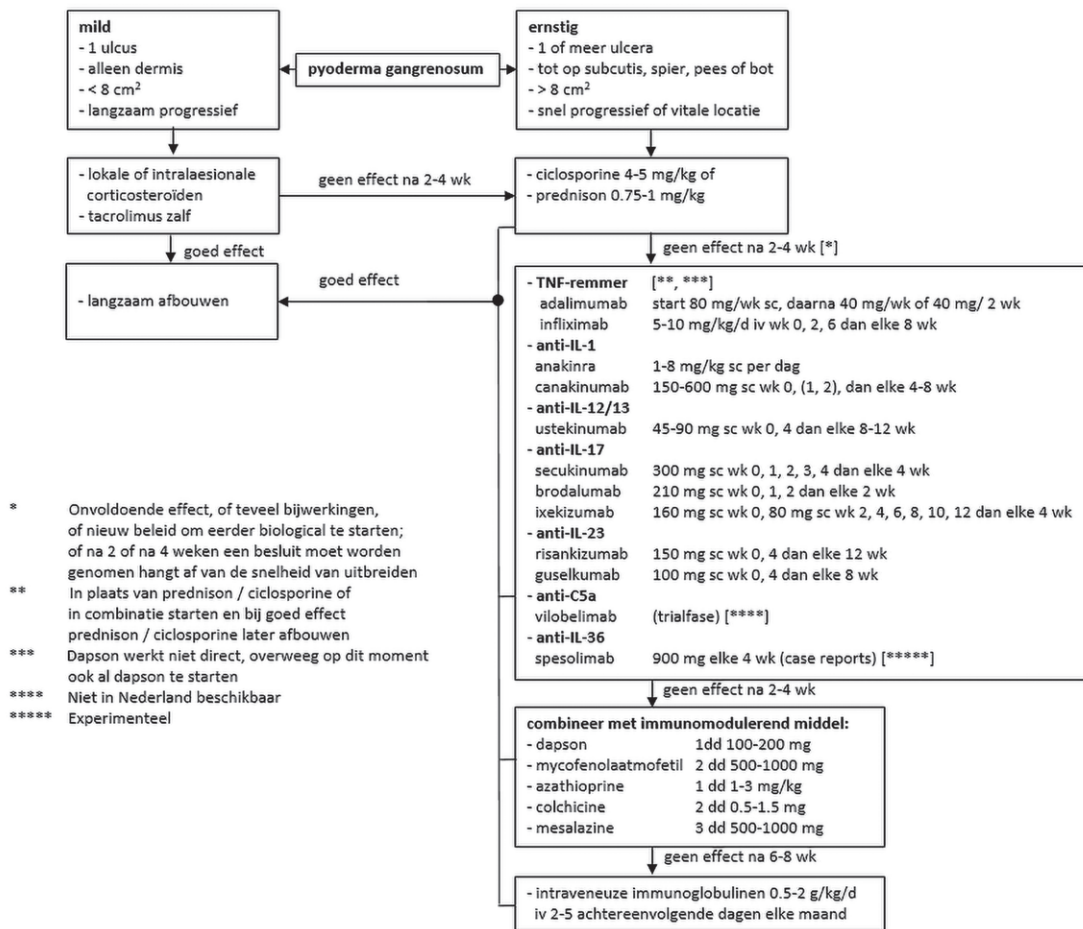 mild
- 1 ulcus
- alleen dermis
- < 8 cm²
- langzaam progressief
pyoderma gangrenosum
ernstig
- 1 of meer ulcera
- tot op subcutis, spier, pees of bot
- > 8 cm²
- snel progressief of vitale locatie
- lokale of intralaesionale
corticosteroïden
- tacrolimus zalf
geen effect na 2-4 wk
- ciclosporine 4-5 mg/kg of
- prednison 0.75-1 mg/kg
goed effect
geen effect na 2-4 wk [*]
- langzaam afbouwen
goed effect
- TNF-remmer [**, ***]
adalimumab start 80 mg/wk sc, daarna 40 mg/wk of 40 mg/ 2 wk
infliximab 5-10 mg/kg/d iv wk 0, 2, 6 dan elke 8 wk
- anti-IL-1
anakinra 1-8 mg/kg sc per dag
canakinumab 150-600 mg sc wk 0, (1, 2), dan elke 4-8 wk
- anti-IL-12/13
ustekinumab 45-90 mg sc wk 0, 4 dan elke 8-12 wk
- anti-IL-17
secukinumab 300 mg sc wk 0, 1, 2, 3, 4 dan elke 4 wk
brodalumab 210 mg sc wk 0, 1, 2 dan elke 2 wk
ixekizumab 160 mg sc wk 0, 80 mg sc wk 2, 4, 6, 8, 10, 12 dan elke 4 wk
- anti-IL-23
risankizumab 150 mg sc wk 0, 4 dan elke 12 wk
guselkumab 100 mg sc wk 0, 4 dan elke 8 wk
- anti-C5a
vilobelimab (trialfase) [****]
- anti-IL-36
spesolimab 900 mg elke 4 wk (case reports) [*****]
* Onvoldoende effect, of teveel bijwerkingen,
of nieuw beleid om eerder biological te starten;
of na 2 of na 4 weken een besluit moet worden
genomen hangt af van de snelheid van uitbreiden
** In plaats van prednison / ciclosporine of
in combinatie starten en bij goed effect
prednison / ciclosporine later afbouwen
*** Dapson werkt niet direct, overweeg op dit moment
ook al dapson te starten
**** Niet in Nederland beschikbaar
***** Experimenteel
geen effect na 2-4 wk
combineer met immunomodulerend middel:
- dapson 1dd 100-200 mg
- mycofenolaatmofetil 2 dd 500-1000 mg
- azathioprine 1 dd 1-3 mg/kg
- colchicine 2 dd 0.5-1.5 mg
- mesalazine 3 dd 500-1000 mg
geen effect na 6-8 wk
- intraveneuze immunoglobulinen 0.5-2 g/kg/d
iv 2-5 achtereenvolgende dagen elke maand